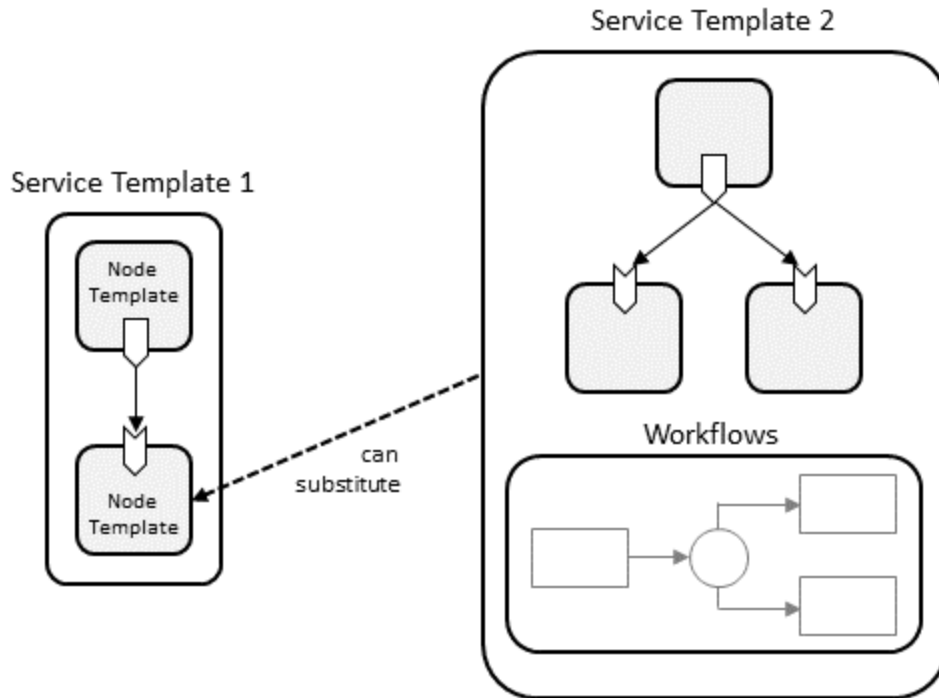 Service Template 2
Service Template 1
Node
Template
Workflows
can
substitute
Node
Template